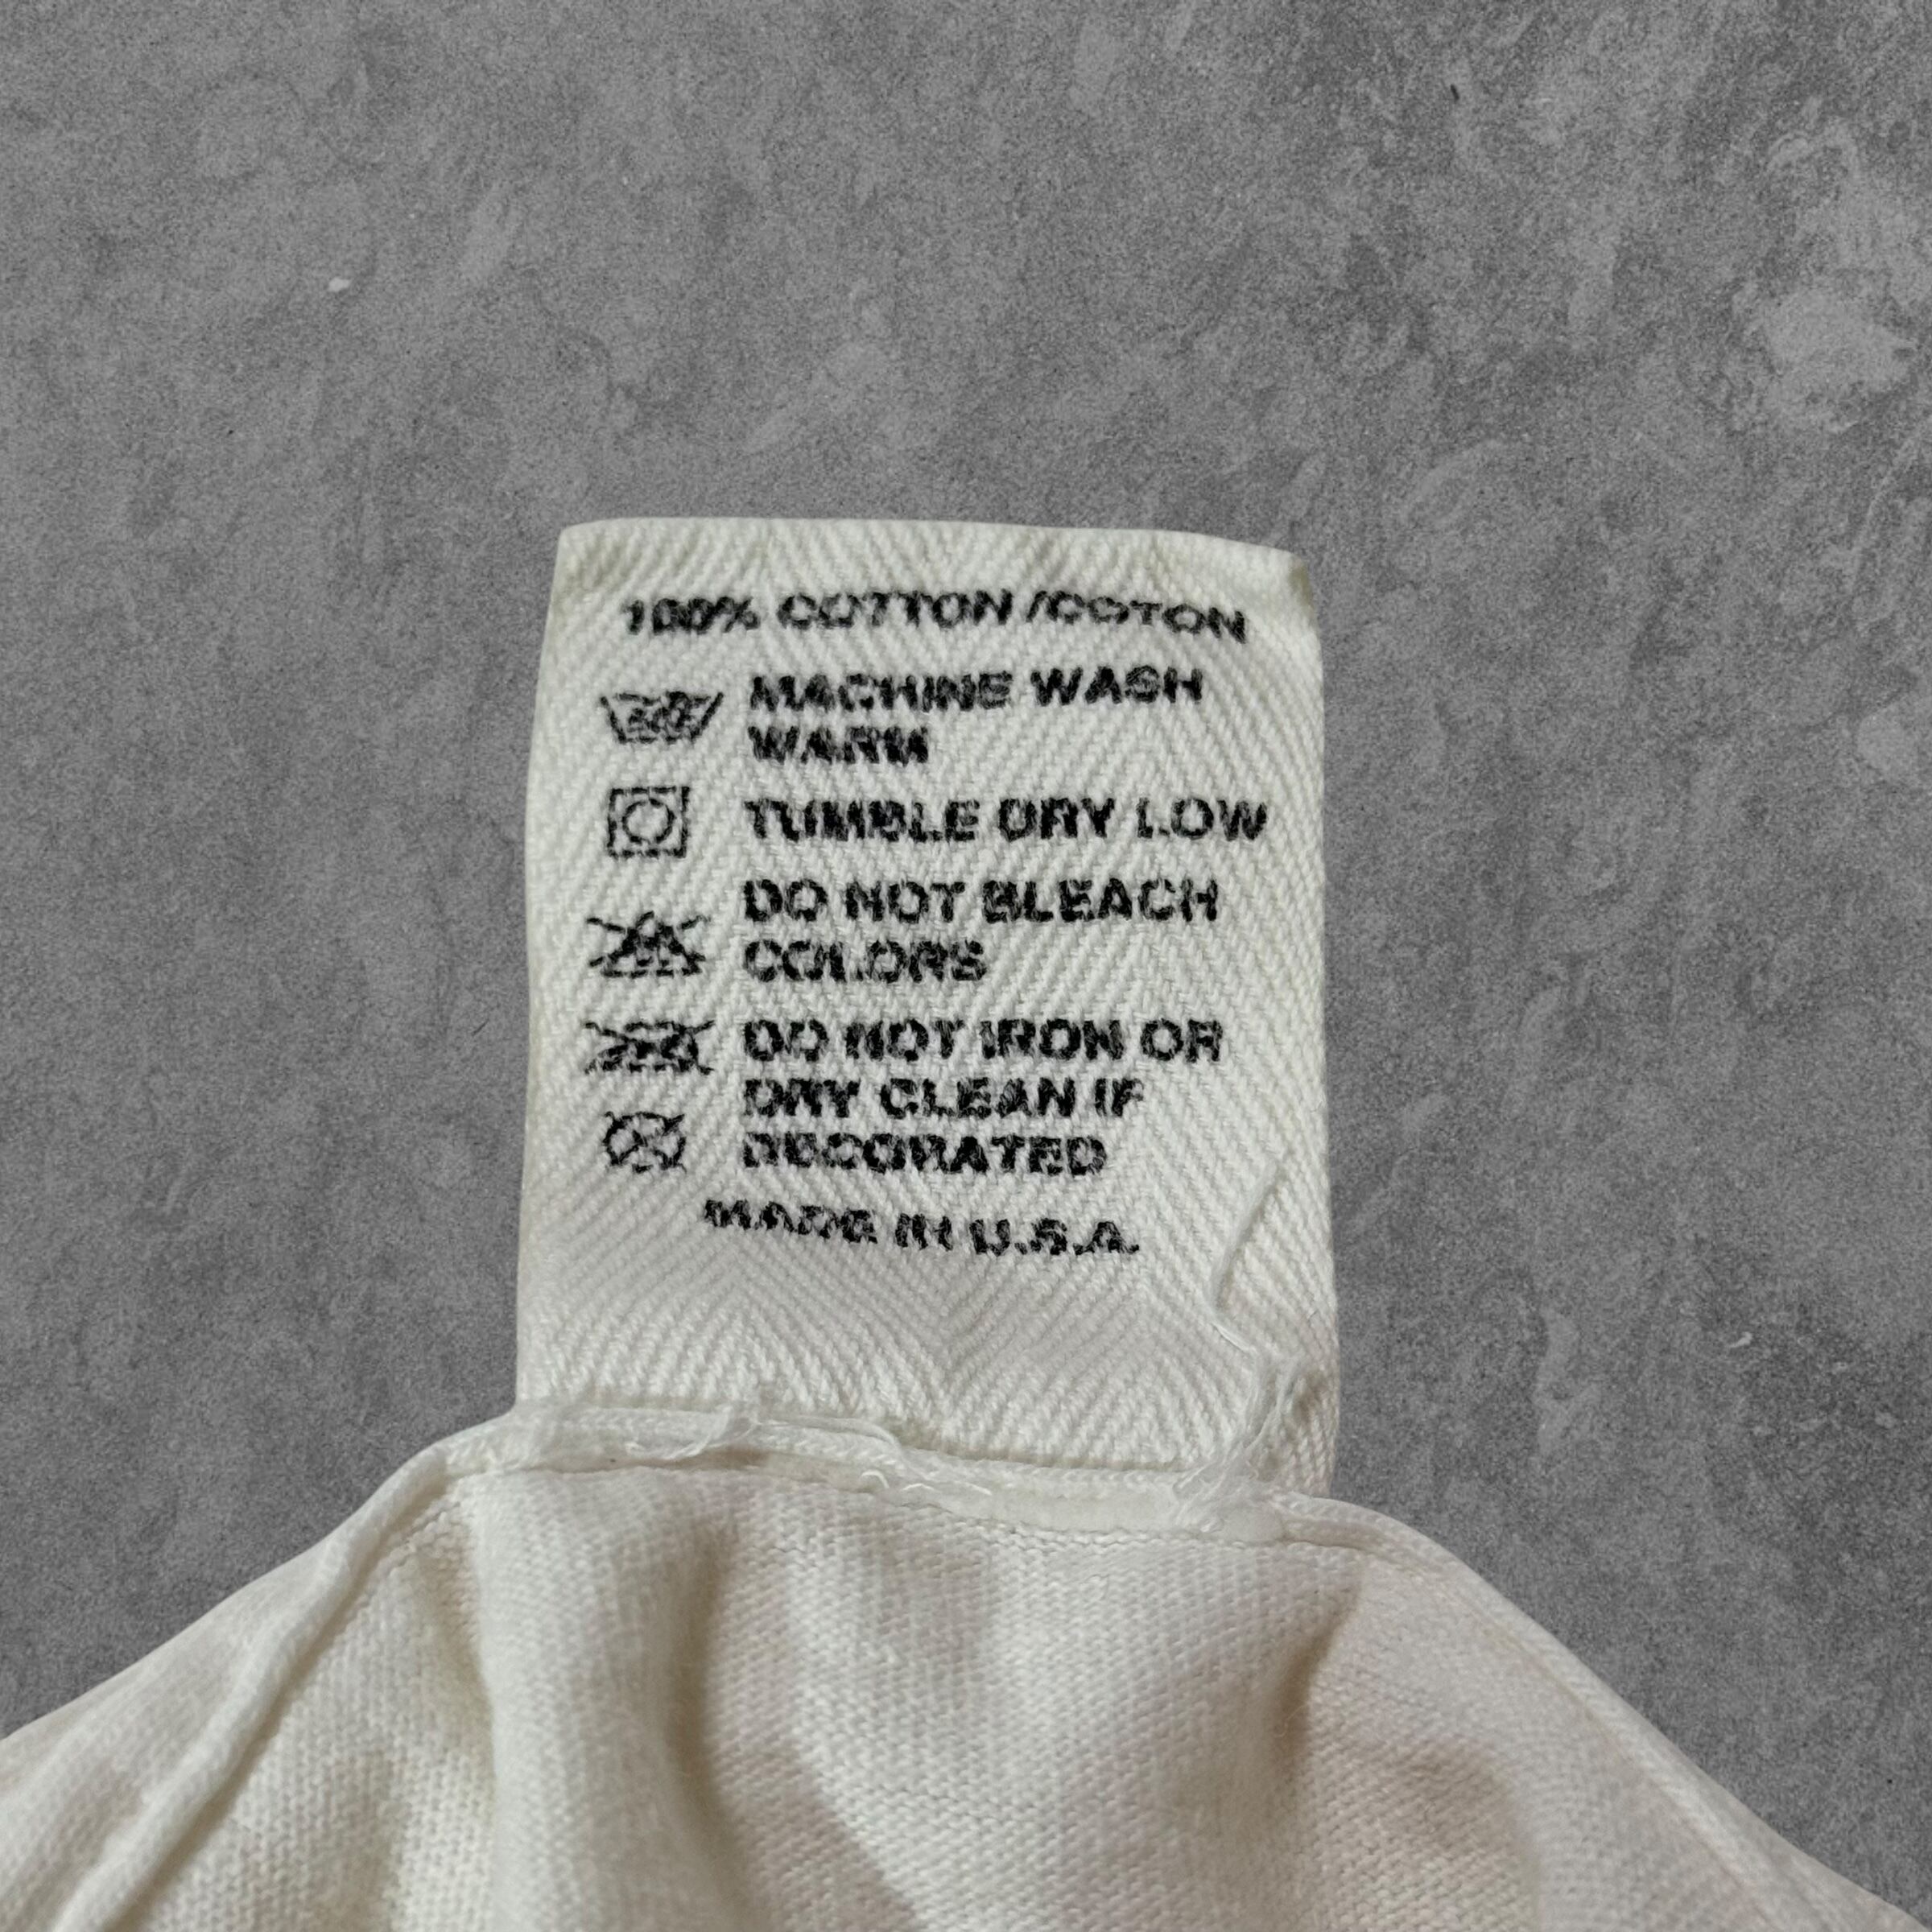 100% COTTON /COTON
MACHINE WASH
WARM
TUMBLE DRY LOW
DO NOT BLEACH
COLORS
DO NOT IRON OR
DRY CLEAN IF
DECORATED
MADE IN U.S.A.